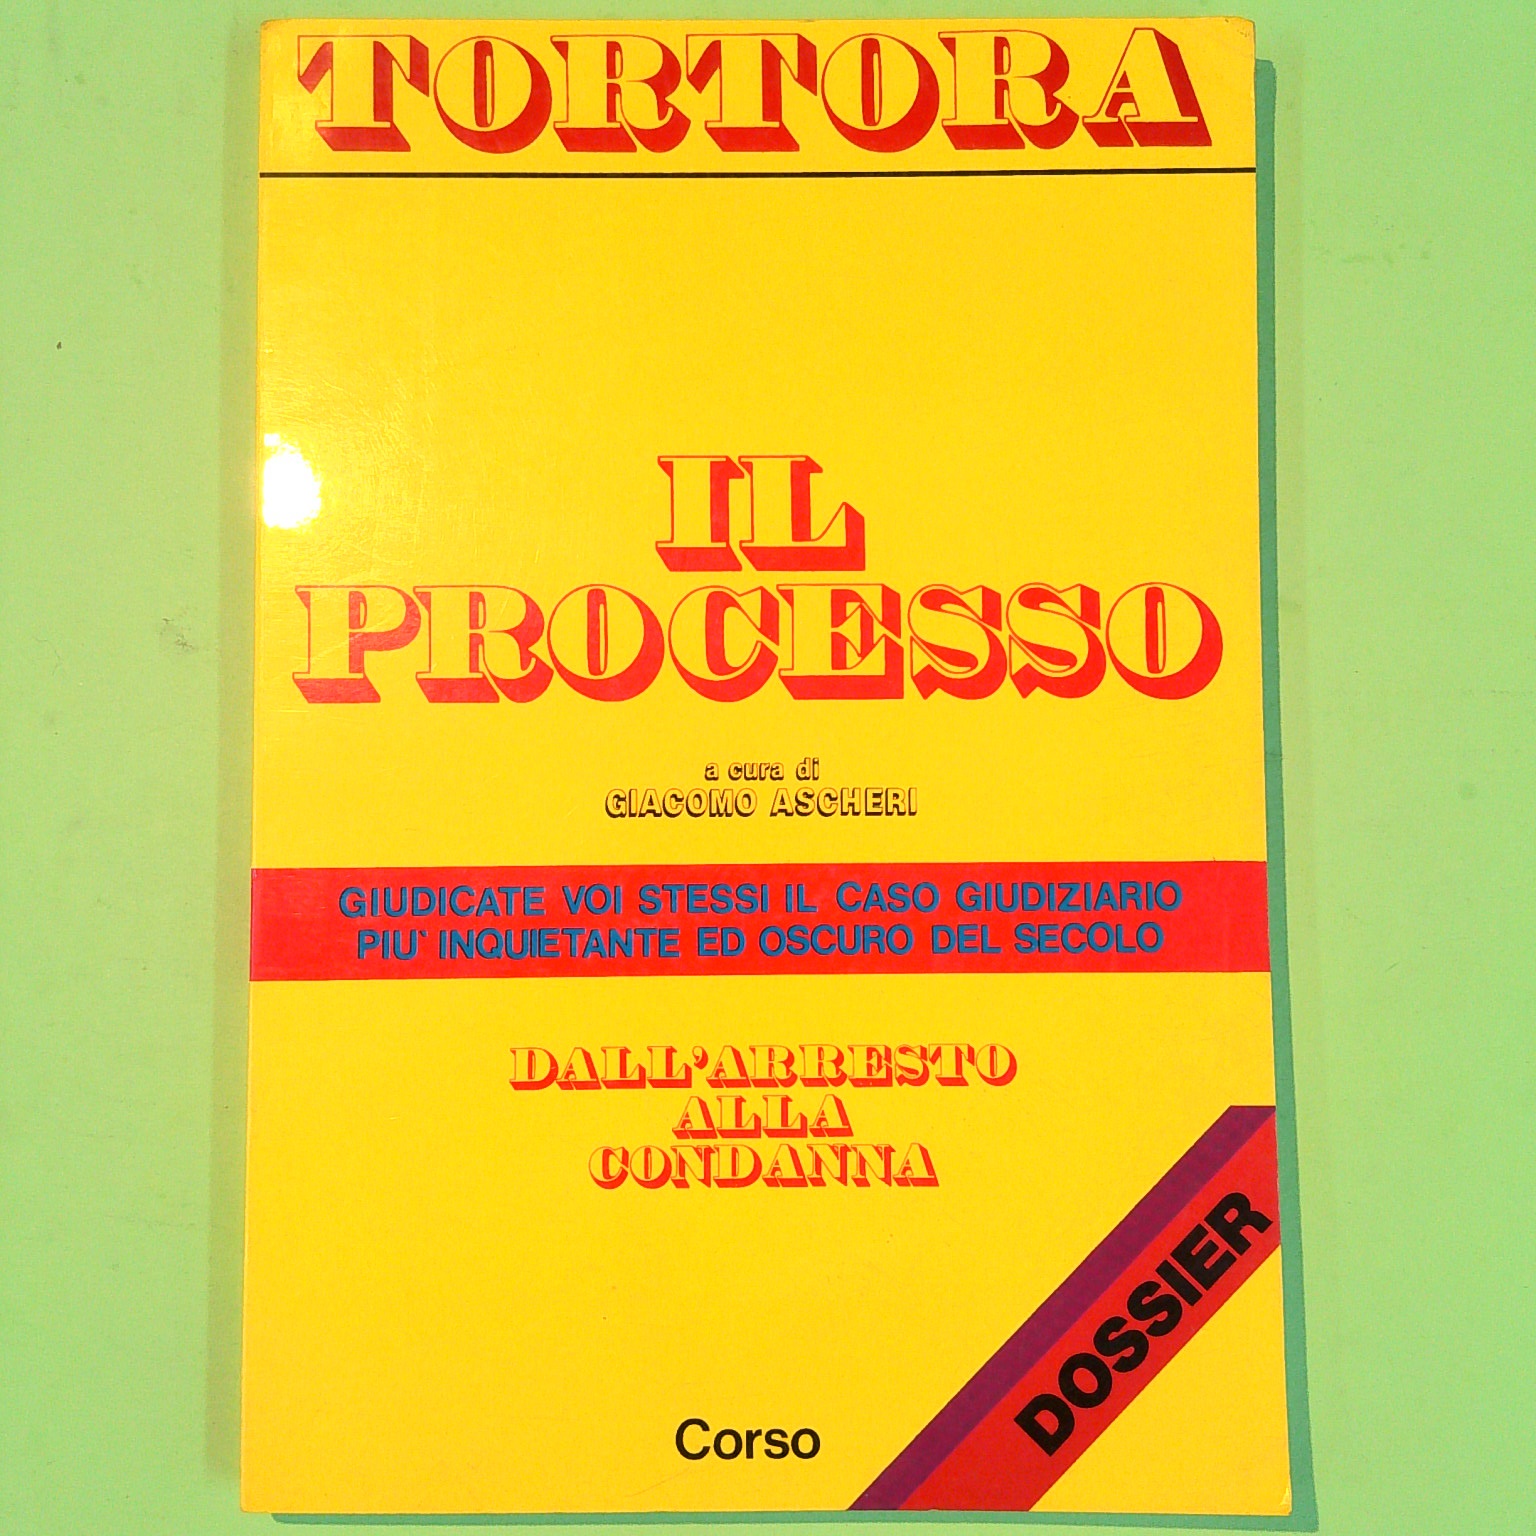 TORTORA
IL
PROCESSO
a cura di
GIACOMO ASCHERI
GIUDICATE VOI STESSI IL CASO GIUDIZIARIO
PIU` INQUIETANTE ED OSCURO DEL SECOLO
DALL'ARRESTO
ALLA
CONDANNA
DOSSIER
Corso